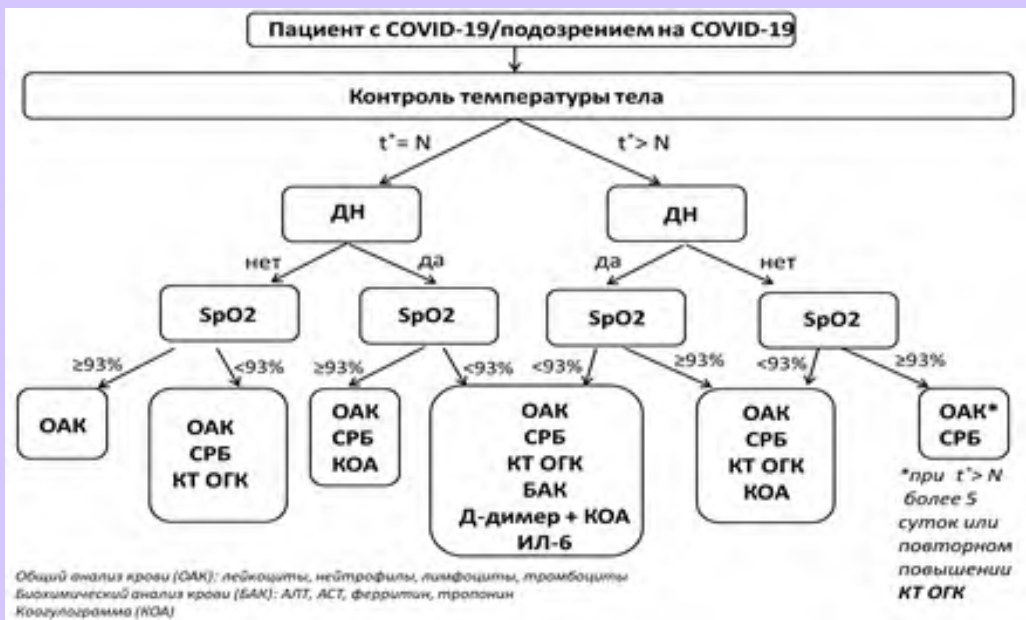 Пациент с COVID-19/подозрением на COVID-19
Контроль температуры тела
t˚= N
t˚> N
ДН
ДН
нет
да
да
нет
SpO2
SpO2
SpO2
SpO2
≥93%
<93%
≥93%
<93%
<93%
≥93%
<93%
≥93%
ОАК
ОАК
СРБ
КТ ОГК
ОАК
СРБ
КОА
ОАК
СРБ
КТ ОГК
БАК
Д-димер + КОА
ИЛ-6
ОАК
СРБ
КТ ОГК
КОА
ОАК*
СРБ
*при t˚> N
более 5
суток или
повторном
повышении
КТ ОГК
Общий анализ крови (ОАК): лейкоциты, нейтрофилы, лимфоциты, тромбоциты
Биохимический анализ крови (БАК): АЛТ, АСТ, ферритин, тропонин
Коагулограмма (КОА)